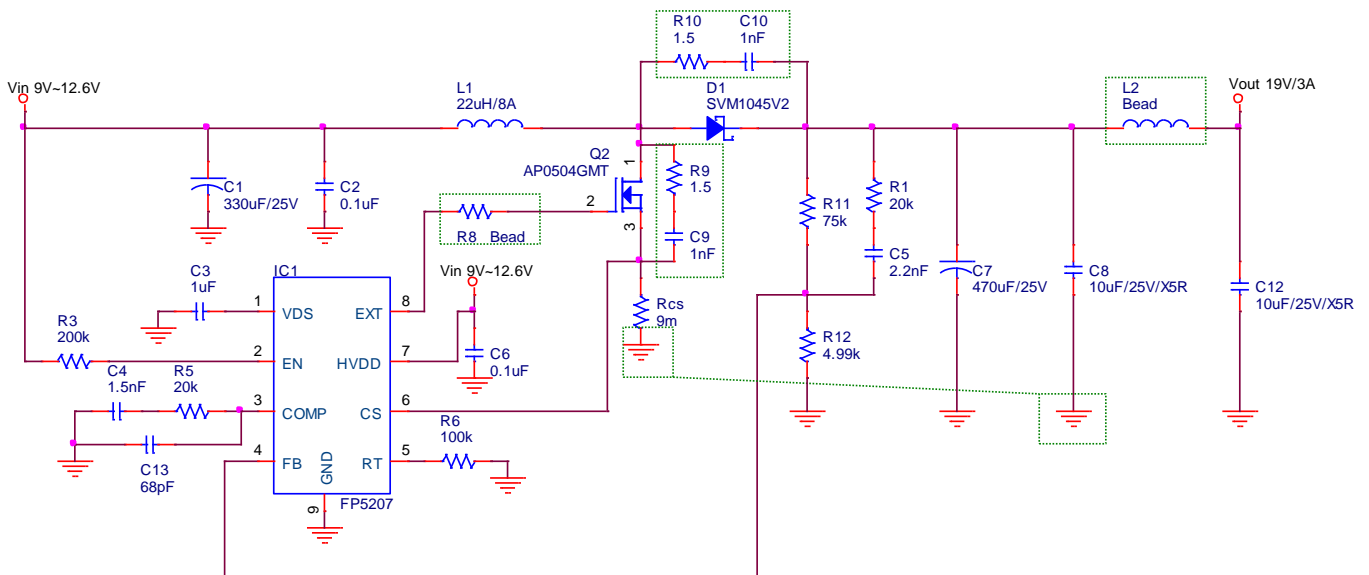 R10
1.5
C10
1nF
Vin 9V~12.6V
L1
22uH/8A
D1
SVM1045V2
L2
Bead
Vout 19V/3A
Q2
AP0504GMT
1
2
3
R9
1.5
C9
1nF
C1
330uF/25V
C2
0.1uF
R8 Bead
R11
75k
R1
20k
C5
2.2nF
C7
470uF/25V
C8
10uF/25V/X5R
C12
10uF/25V/X5R
Rcs
9m
R12
4.99k
C3
1uF
IC1
Vin 9V~12.6V
1
VDS
EXT
8
R3
200k
2
EN
HVDD
7
C6
0.1uF
C4
1.5nF
R5
20k
3
COMP
CS
6
C13
68pF
R6
100k
4
FB
RT
5
GND
9
FP5207